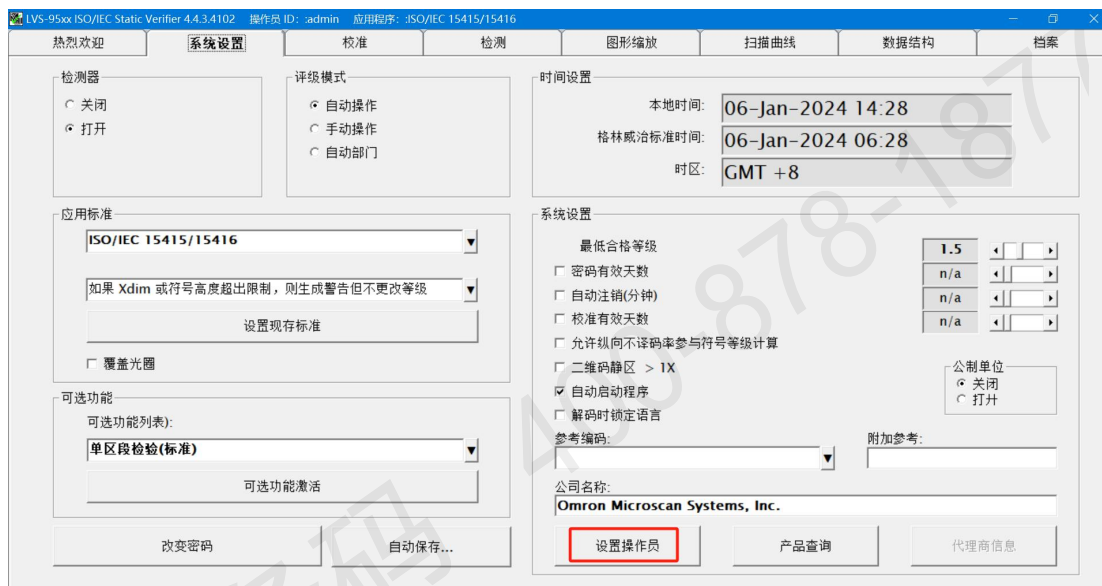 LVS-95xx ISO/IEC Static Verifier 4.4.3.4102 操作员 ID: :admin 应用程序: :ISO/IEC 15415/15416
热烈欢迎 系统设置 校准 检测 图形缩放 扫描曲线 数据结构 档案
检测器
关闭
打开
评级模式
自动操作
手动操作
自动部门
时间设置
本地时间: 06-Jan-2024 14:28
格林威治标准时间: 06-Jan-2024 06:28
时区: GMT +8
应用标准
ISO/IEC 15415/15416
如果 Xdim 或符号高度超出限制，则生成警告但不更改等级
设置现存标准
覆盖光圈
可选功能
可选功能列表):
单区段检验(标准)
可选功能激活
改变密码 自动保存...
系统设置
最低合格等级 1.5
密码有效天数 n/a
自动注销(分钟) n/a
校准有效天数 n/a
允许纵向不译码率参与符号等级计算
二维码静区 > 1X
自动启动程序
解码时锁定语言
公制单位
关闭
打开
参考编码:
附加参考:
公司名称:
Omron Microscan Systems, Inc.
设置操作员 产品查询 代理商信息
400-878-1877
码